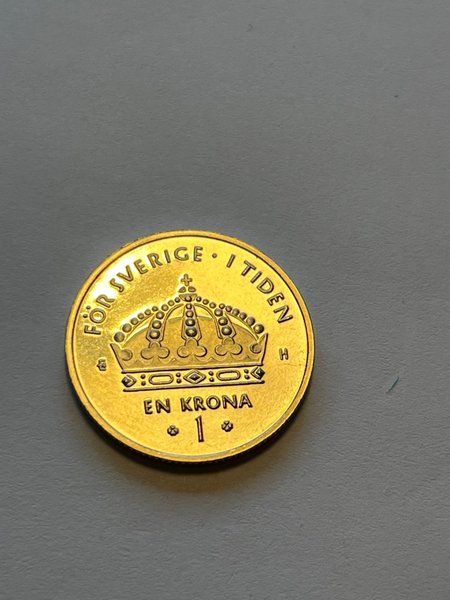 FÖR SVERIGE · I TIDEN
B H
EN KRONA
1